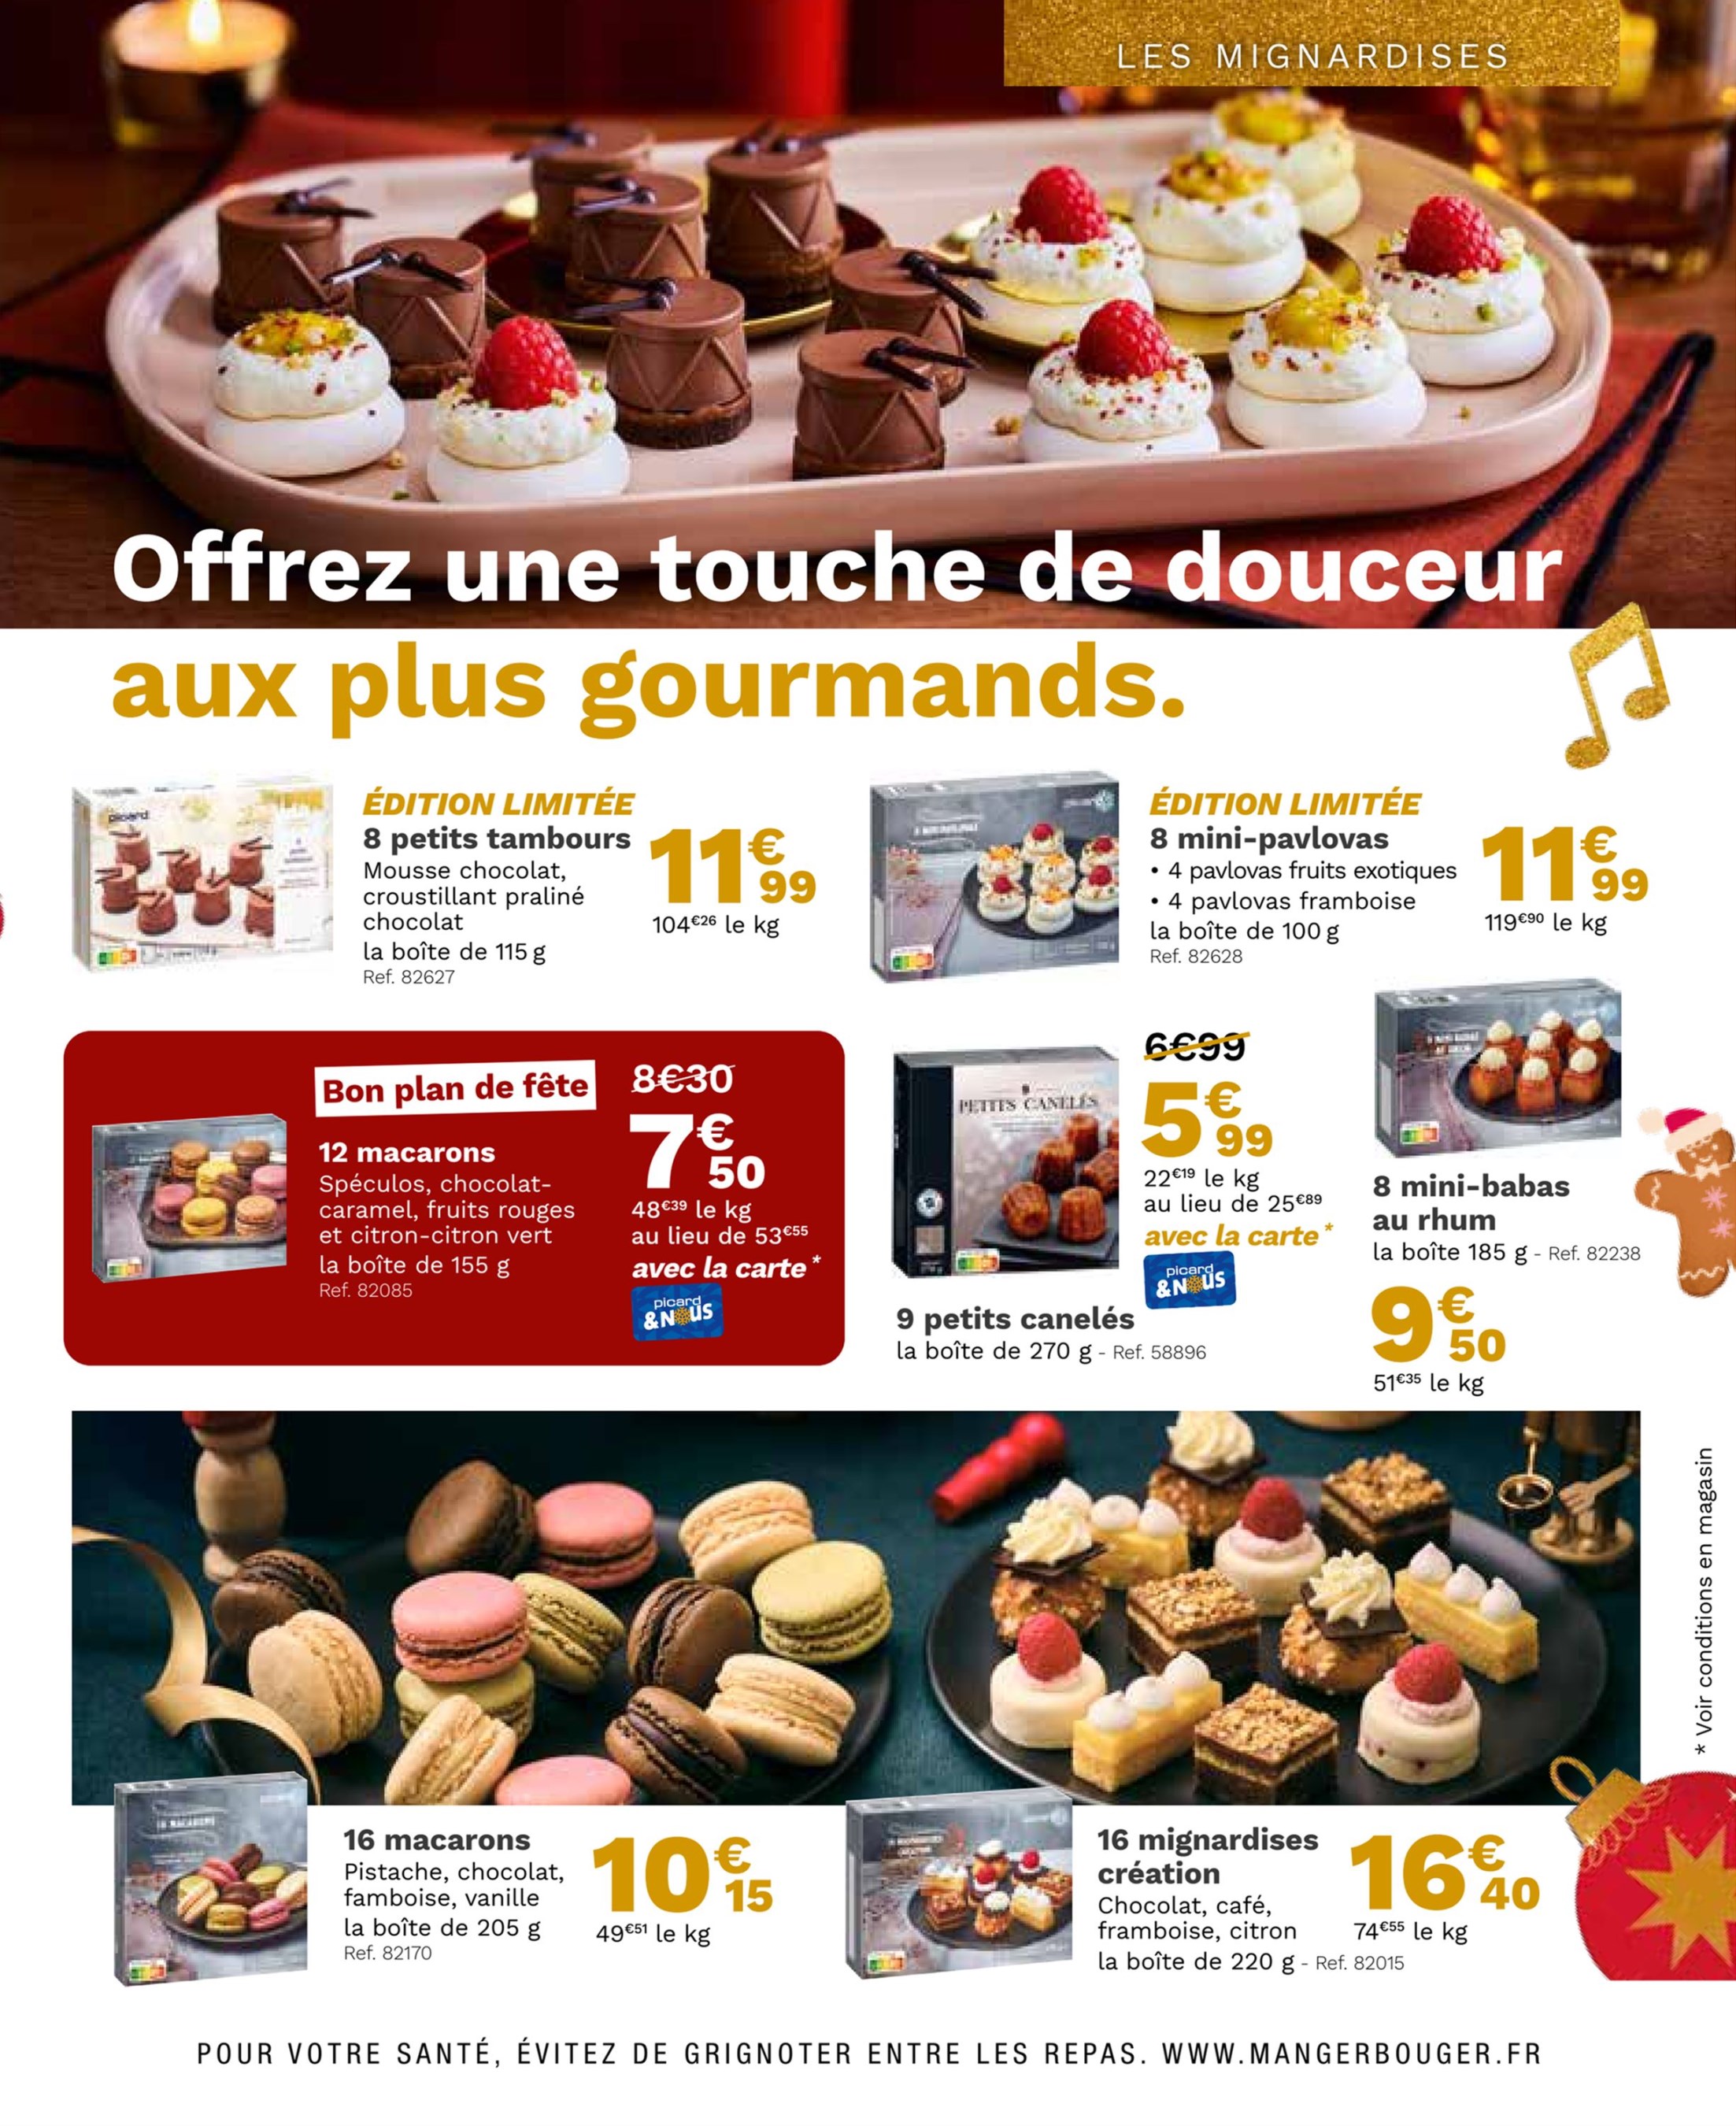 LES MIGNARDISES
Offrez une touche de douceur
aux plus gourmands.
picard
ÉDITION LIMITÉE
8 petits tambours
Mousse chocolat,
croustillant praliné
chocolat
la boîte de 115 g
Ref. 82627
11€99
104€26 le kg
ÉDITION LIMITÉE
8 mini-pavlovas
• 4 pavlovas fruits exotiques
• 4 pavlovas framboise
la boîte de 100 g
Ref. 82628
11€99
119€90 le kg
Bon plan de fête
12 macarons
Spéculos, chocolat-
caramel, fruits rouges
et citron-citron vert
la boîte de 155 g
Ref. 82085
8€30
7€50
48€39 le kg
au lieu de 53€55
avec la carte*
picard
&NOUS
PETITS CANELÉS
6€99
5€99
22€19 le kg
au lieu de 25€89
avec la carte*
picard
&NOUS
9 petits canelés
la boîte de 270 g - Ref. 58896
8 mini-babas
au rhum
la boîte 185 g - Ref. 82238
9€50
51€35 le kg
* Voir conditions en magasin
16 MACARONS
16 macarons
Pistache, chocolat,
famboise, vanille
la boîte de 205 g
Ref. 82170
10€15
49€51 le kg
16 mignardises
création
Chocolat, café,
framboise, citron
la boîte de 220 g - Ref. 82015
16€40
74€55 le kg
POUR VOTRE SANTÉ, ÉVITEZ DE GRIGNOTER ENTRE LES REPAS. WWW.MANGERBOUGER.FR